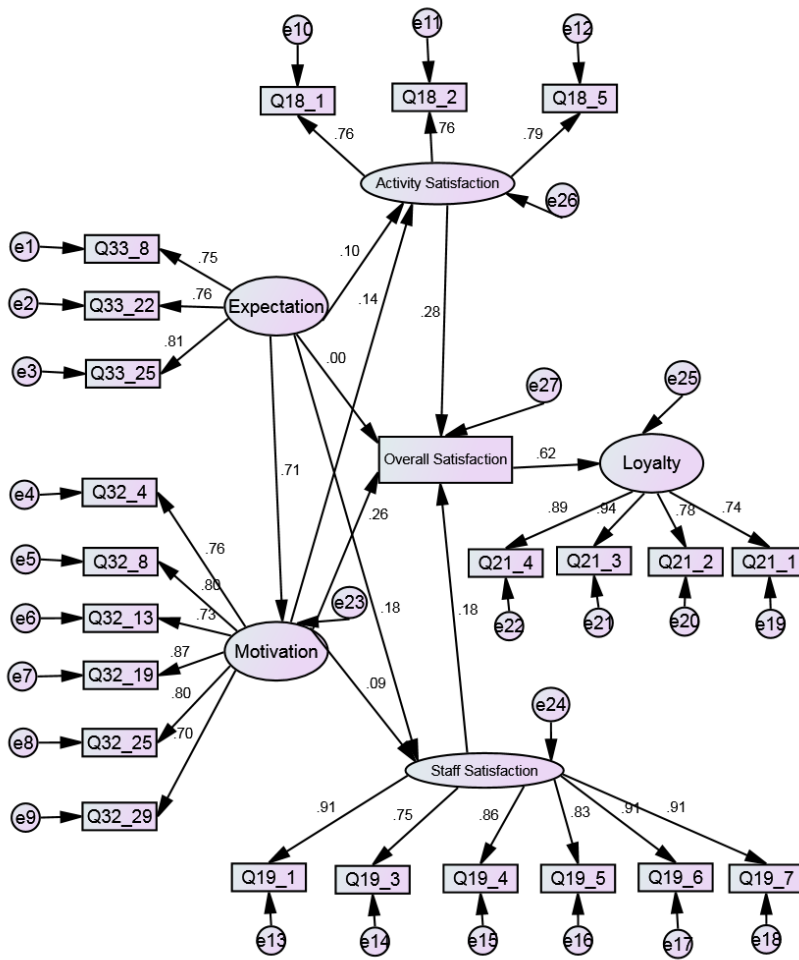 e10
e11
e12
Q18_1
Q18_2
Q18_5
.76
.76
.79
Activity Satisfaction
e26
e1
Q33_8
.75
.10
e2
Q33_22
.76
Expectation
.14
e3
Q33_25
.81
.28
.00
e27
e25
Overall Satisfaction
.62
Loyalty
.71
e4
Q32_4
.26
.89
.94
.78
.74
.76
e5
Q32_8
.80
Q21_4
Q21_3
Q21_2
Q21_1
e6
Q32_13
.73
e23
.18
.18
e22
e21
e20
e19
e7
Q32_19
.87
Motivation
.09
e8
Q32_25
.80
.70
e24
e9
Q32_29
Staff Satisfaction
.91
.75
.86
.83
.91
.91
Q19_1
Q19_3
Q19_4
Q19_5
Q19_6
Q19_7
e13
e14
e15
e16
e17
e18